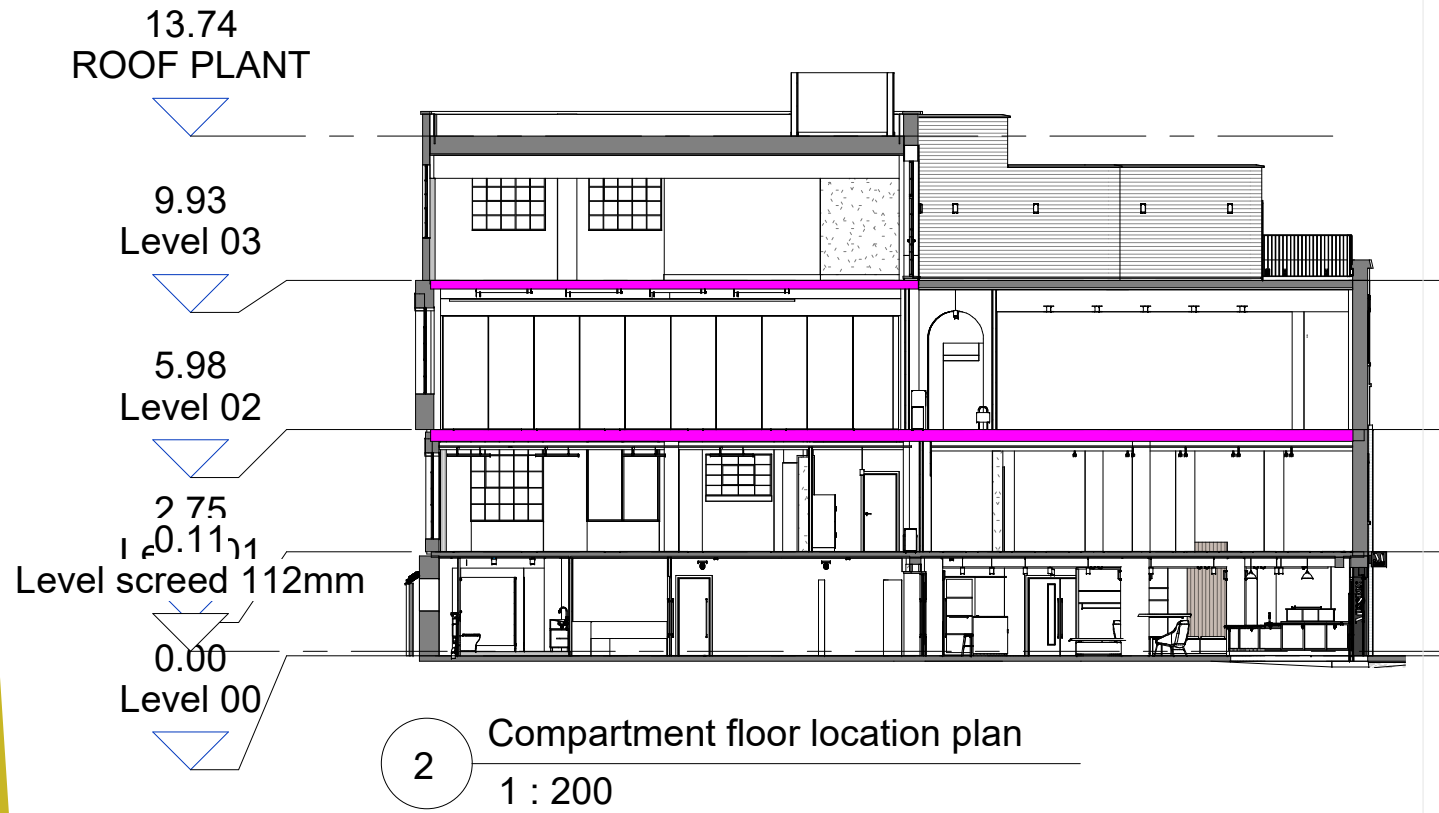 13.74
ROOF PLANT
9.93
Level 03
5.98
Level 02
2.75
0.11
Level screed 112mm
0.00
Level 00
2
Compartment floor location plan
1 : 200